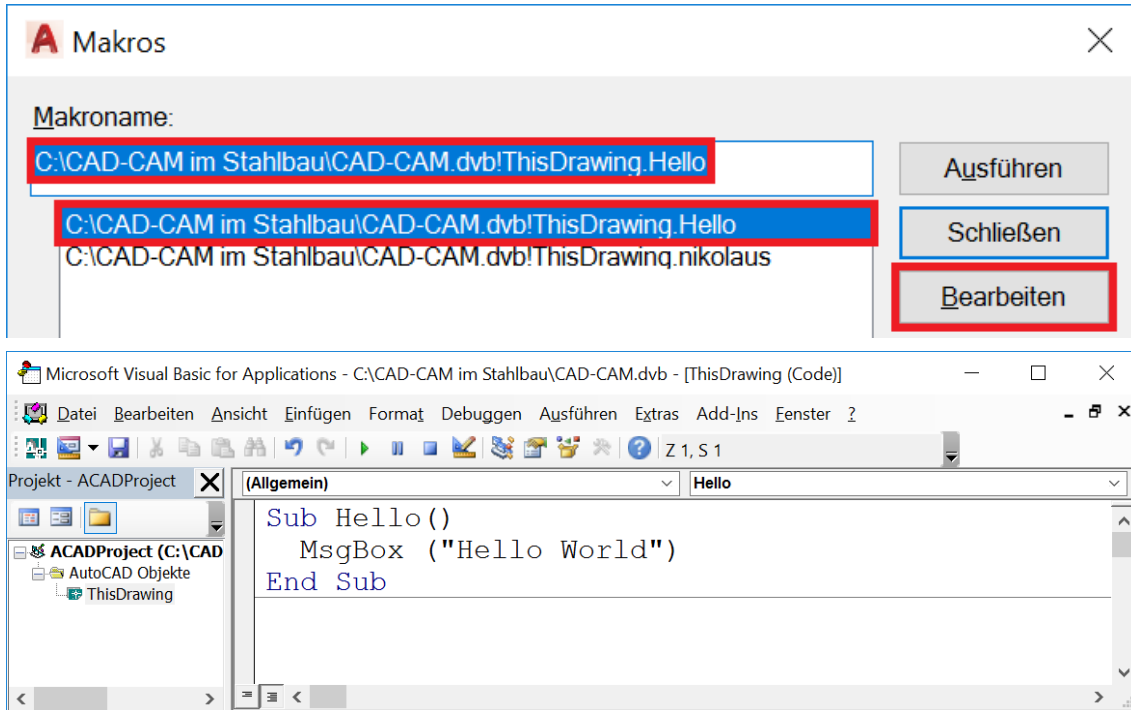 Makros
Makroname:
C:\CAD-CAM im Stahlbau\CAD-CAM.dvb!ThisDrawing.Hello
Ausführen
C:\CAD-CAM im Stahlbau\CAD-CAM.dvb!ThisDrawing.Hello
Schließen
C:\CAD-CAM im Stahlbau\CAD-CAM.dvb!ThisDrawing.nikolaus
Bearbeiten
Microsoft Visual Basic for Applications - C:\CAD-CAM im Stahlbau\CAD-CAM.dvb - [ThisDrawing (Code)]
Datei Bearbeiten Ansicht Einfügen Format Debuggen Ausführen Extras Add-Ins Fenster ?
Z 1, S 1
Projekt - ACADProject
(Allgemein) Hello
Sub Hello()
MsgBox ("Hello World")
End Sub
ACADProject (C:\CAD
AutoCAD Objekte
ThisDrawing